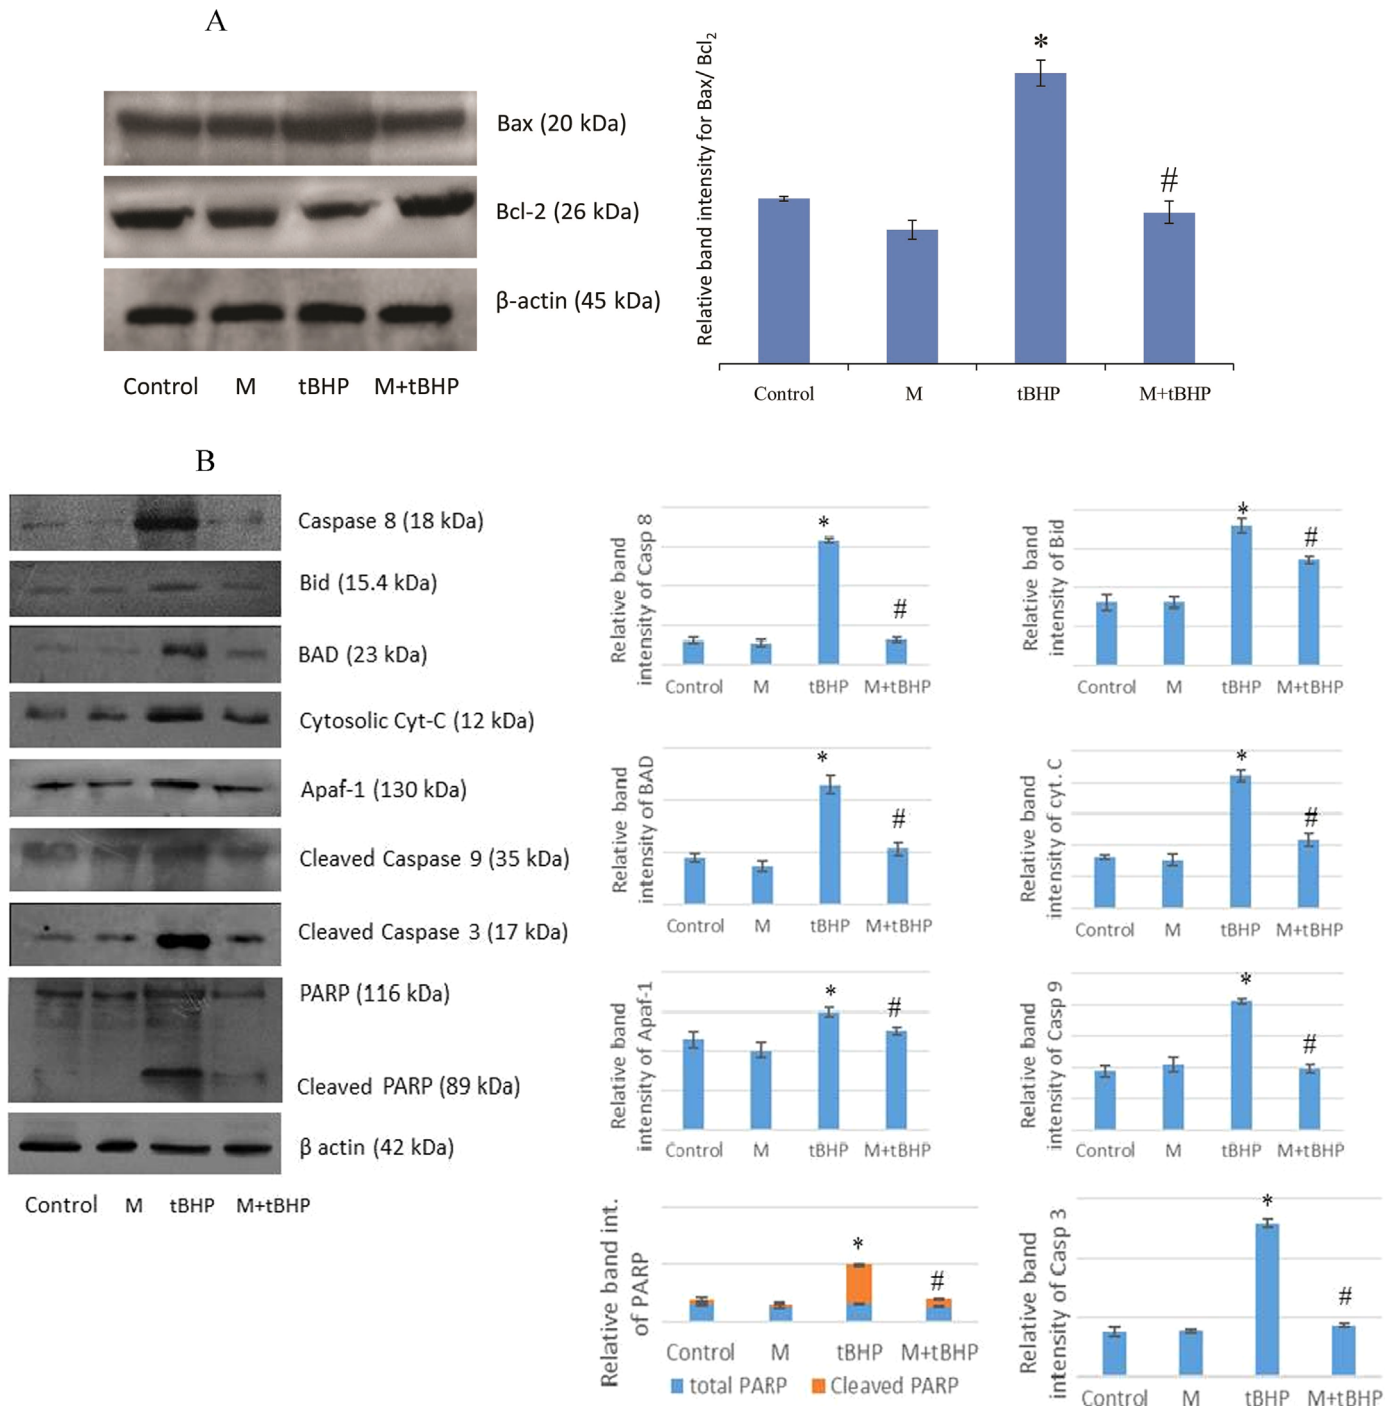 A
Bax (20 kDa)
Bcl-2 (26 kDa)
β-actin (45 kDa)
Control M tBHP M+tBHP
Relative band intensity for Bax/ Bcl2
*
#
Control M tBHP M+tBHP
B
Caspase 8 (18 kDa)
Bid (15.4 kDa)
BAD (23 kDa)
Cytosolic Cyt-C (12 kDa)
Apaf-1 (130 kDa)
Cleaved Caspase 9 (35 kDa)
Cleaved Caspase 3 (17 kDa)
PARP (116 kDa)
Cleaved PARP (89 kDa)
β actin (42 kDa)
Control M tBHP M+tBHP
Relative band
intensity of Casp 8
*
#
Control M tBHP M+tBHP
Relative band
intensity of Bid
*
#
Control M tBHP M+tBHP
Relative band
intensity of BAD
*
#
Control M tBHP M+tBHP
Relative band
intensity of cyt. C
*
#
Control M tBHP M+tBHP
Relative band
intensity of Apaf-1
*
#
Control M tBHP M+tBHP
Relative band
intensity of Casp 9
*
#
Control M tBHP M+tBHP
Relative band int.
of PARP
*
#
Control M tBHP M+tBHP
total PARP Cleaved PARP
Relative band
intensity of Casp 3
*
#
Control M tBHP M+tBHP